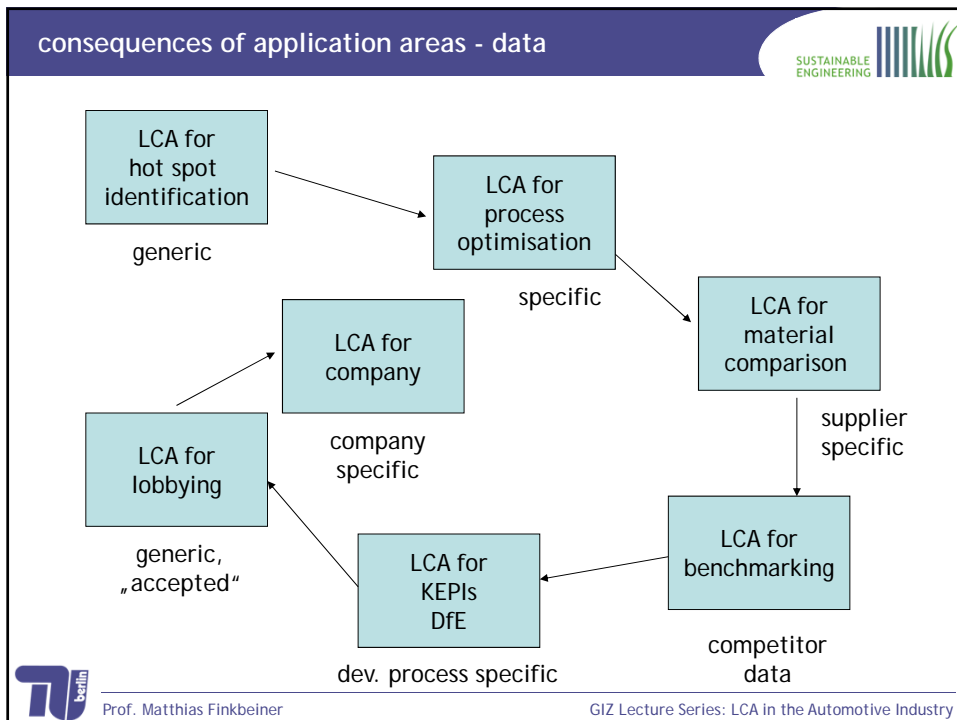 consequences of application areas - data
SUSTAINABLE
ENGINEERING
LCA for
hot spot
identification
generic
LCA for
process
optimisation
specific
LCA for
material
comparison
supplier
specific
LCA for
benchmarking
competitor
data
LCA for
KEPIs
DfE
dev. process specific
LCA for
lobbying
generic,
„accepted“
LCA for
company
company
specific
berlin
Prof. Matthias Finkbeiner
GIZ Lecture Series: LCA in the Automotive Industry